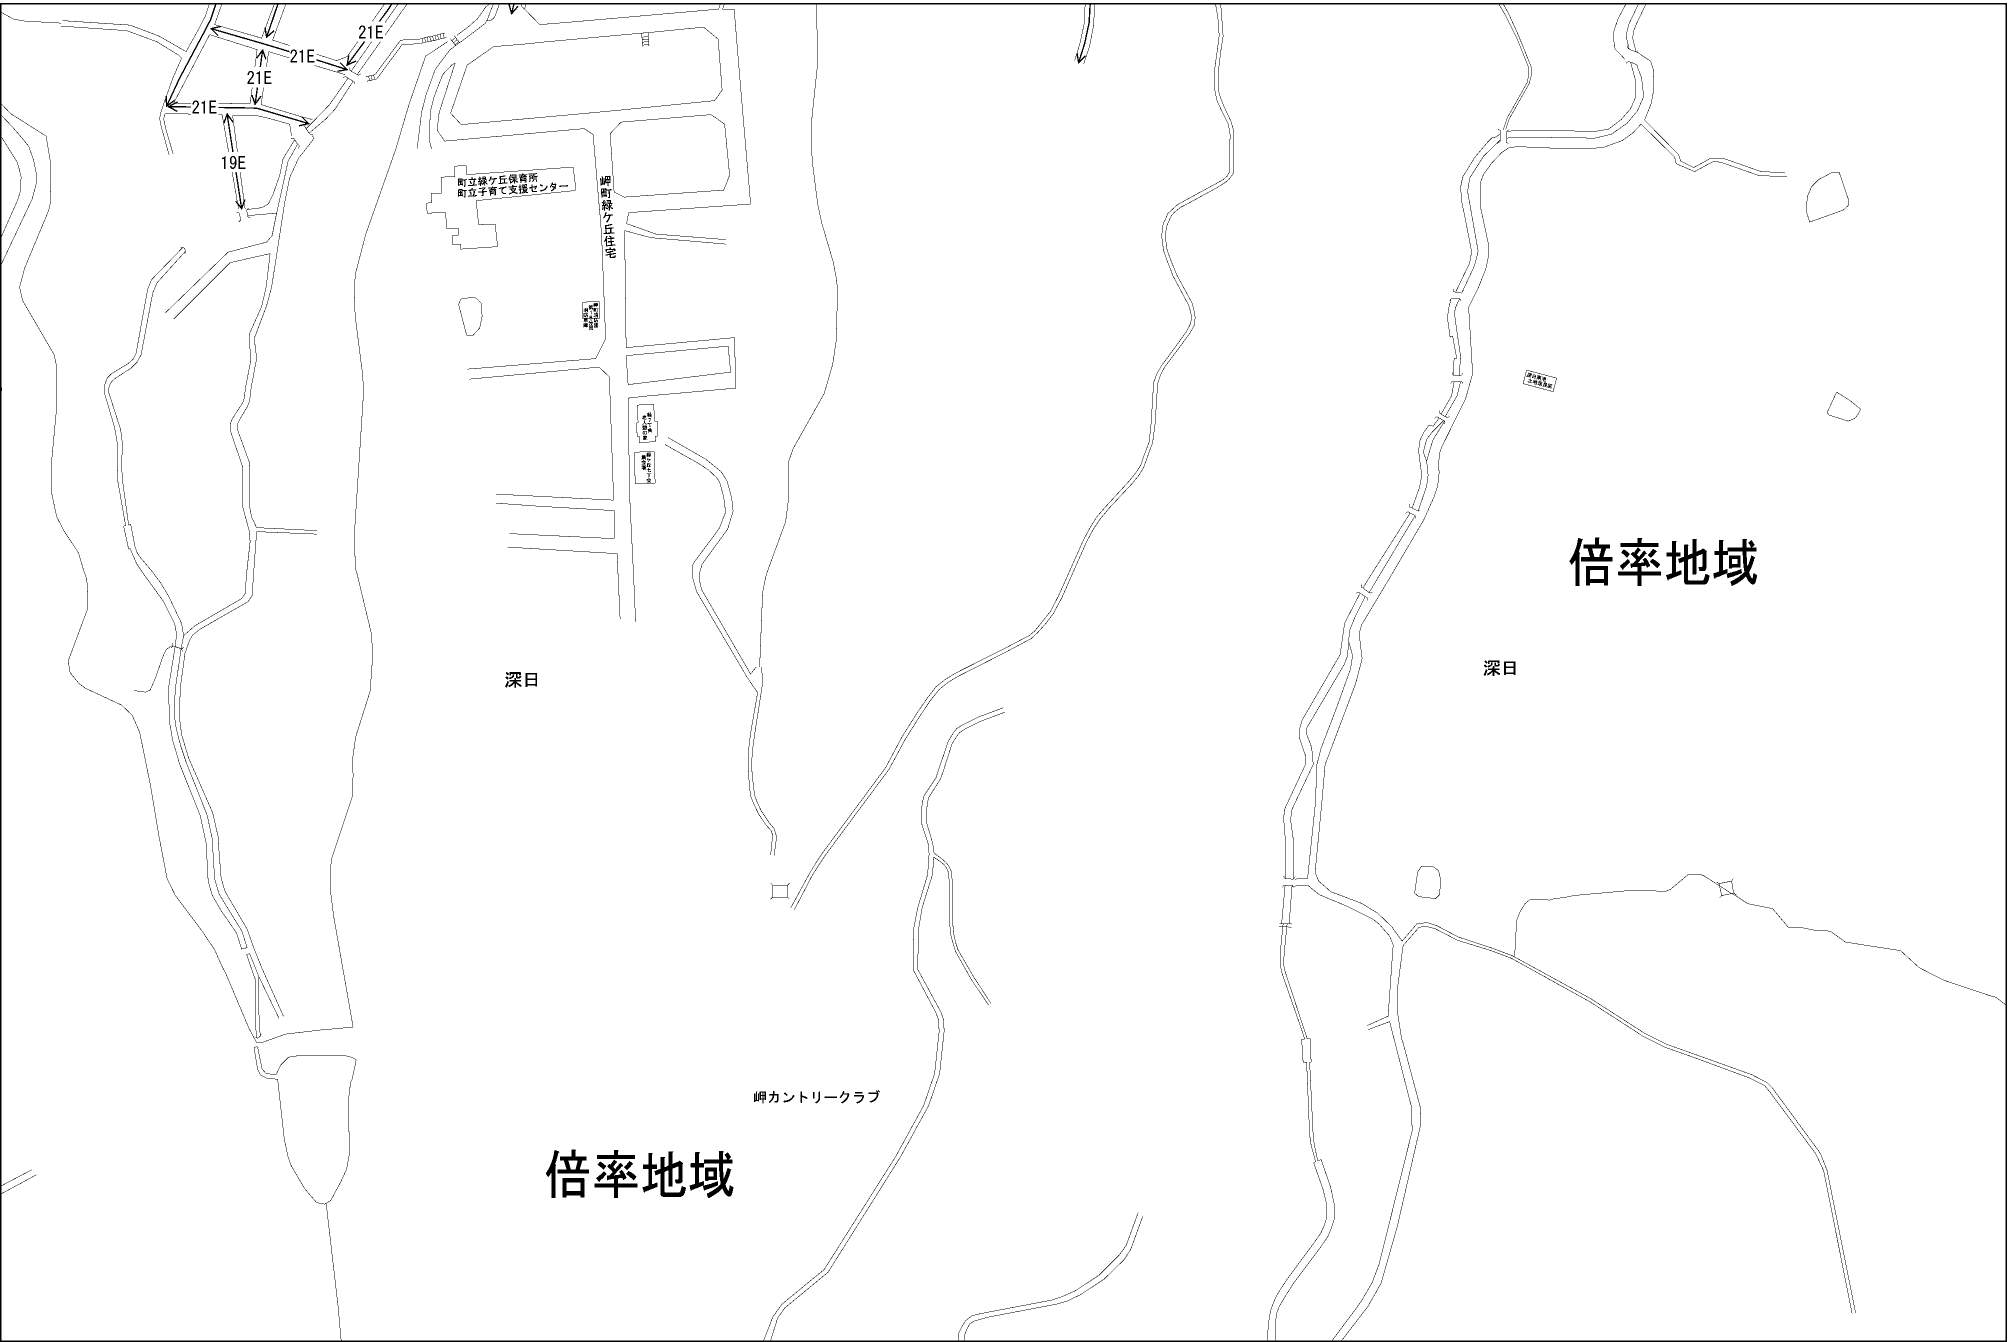 21E
21E
21E
21E
19E
町立緑ケ丘保育所
町立子育て支援センター
岬町緑ケ丘住宅
倍率地域
深日
深日
岬カントリークラブ
倍率地域